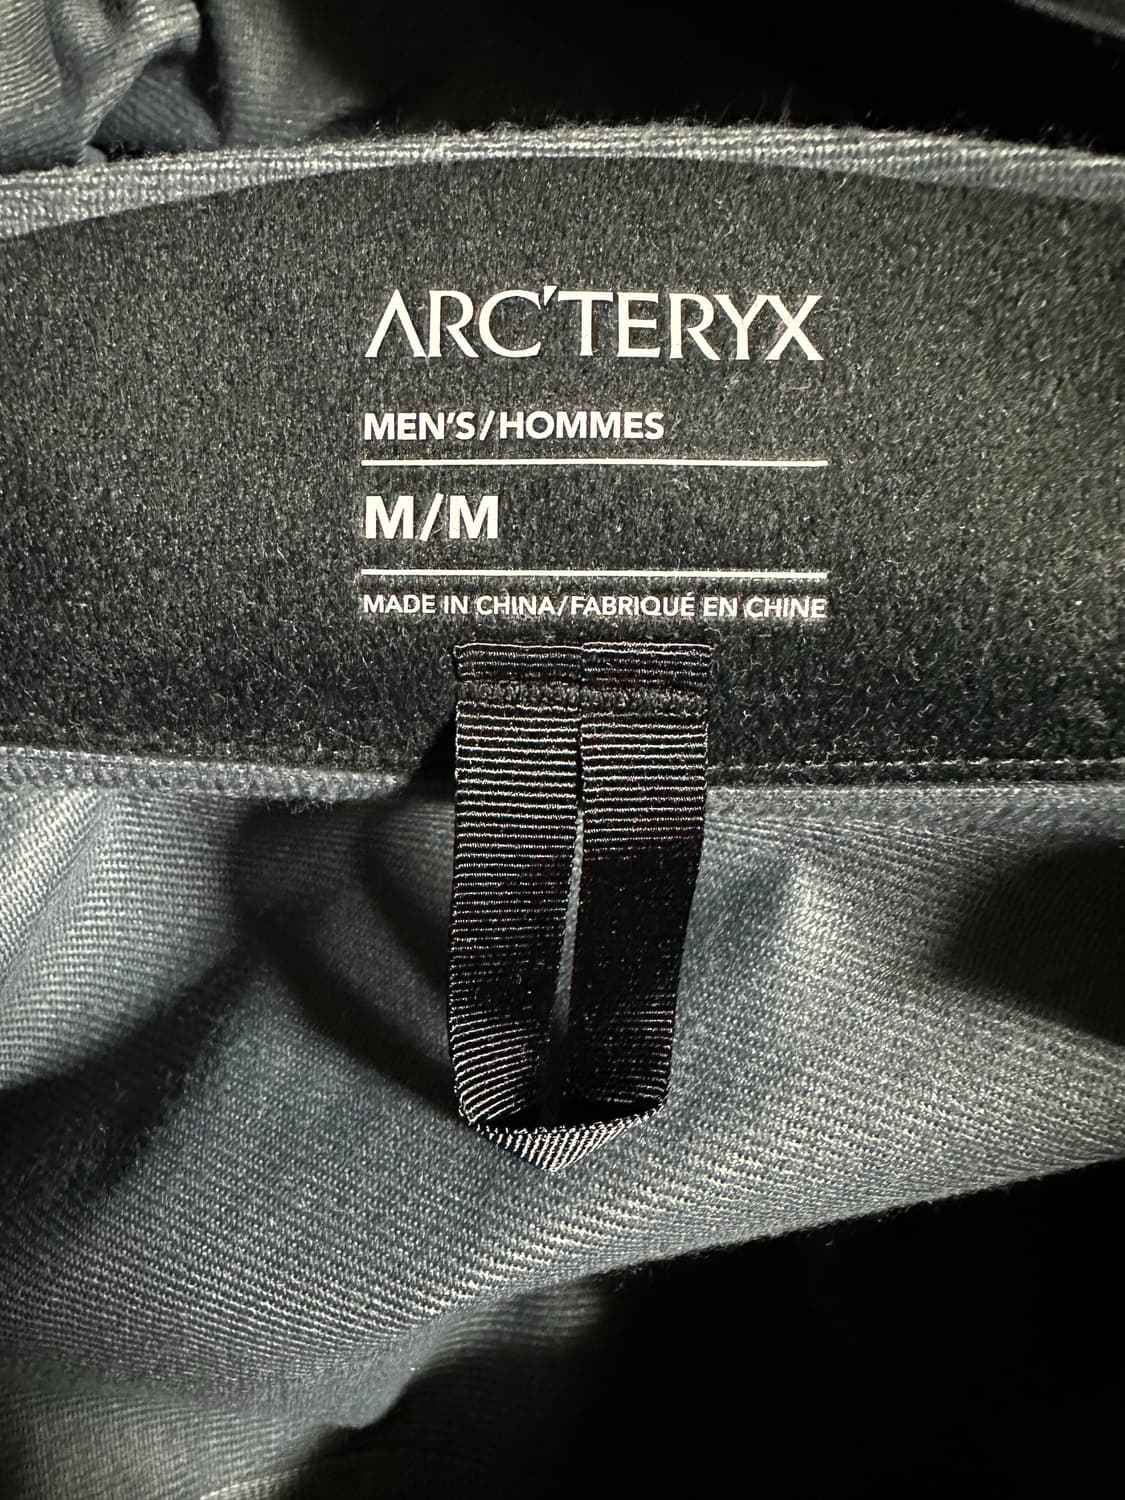 ARC'TERYX
MEN'S/HOMMES
M/M
MADE IN CHINA/FABRIQUÉ EN CHINE